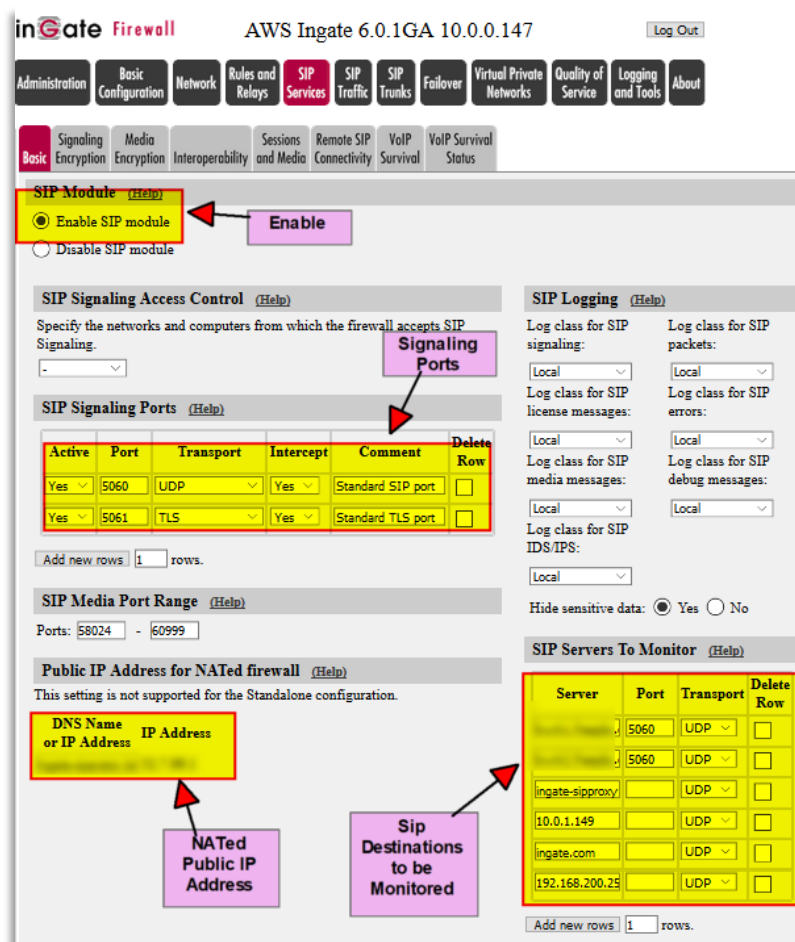 inGate Firewall
AWS Ingate 6.0.1GA 10.0.0.147
Log Out
Administration
Basic
Configuration
Network
Rules and
Relays
SIP
Services
SIP
Traffic
SIP
Trunks
Failover
Virtual Private
Networks
Quality of
Service
Logging
and Tools
About
Basic
Signaling
Encryption
Media
Encryption
Interoperability
Sessions
and Media
Remote SIP
Connectivity
VoIP
Survival
VoIP Survival
Status
SIP Module (Help)
Enable SIP module
Enable
Disable SIP module
SIP Signaling Access Control (Help)
Specify the networks and computers from which the firewall accepts SIP
Signaling.
-
Signaling
Ports
SIP Signaling Ports (Help)
Active Port Transport Intercept Comment Delete
Row
Yes 5060 UDP Yes Standard SIP port
Yes 5061 TLS Yes Standard TLS port
Add new rows 1 rows.
SIP Media Port Range (Help)
Ports: 58024 - 60999
Public IP Address for NATed firewall (Help)
This setting is not supported for the Standalone configuration.
DNS Name
or IP Address
IP Address
NATed
Public IP
Address
Sip
Destinations
to be
Monitored
SIP Logging (Help)
Log class for SIP
signaling:
Local
Log class for SIP
packets:
Local
Log class for SIP
license messages:
Local
Log class for SIP
errors:
Local
Log class for SIP
media messages:
Local
Log class for SIP
debug messages:
Local
Log class for SIP
IDS/IPS:
Local
Hide sensitive data: Yes No
SIP Servers To Monitor (Help)
Server Port Transport Delete
Row
5060 UDP
5060 UDP
ingate-sipproxy UDP
10.0.1.149 UDP
ingate.com UDP
192.168.200.25 UDP
Add new rows 1 rows.